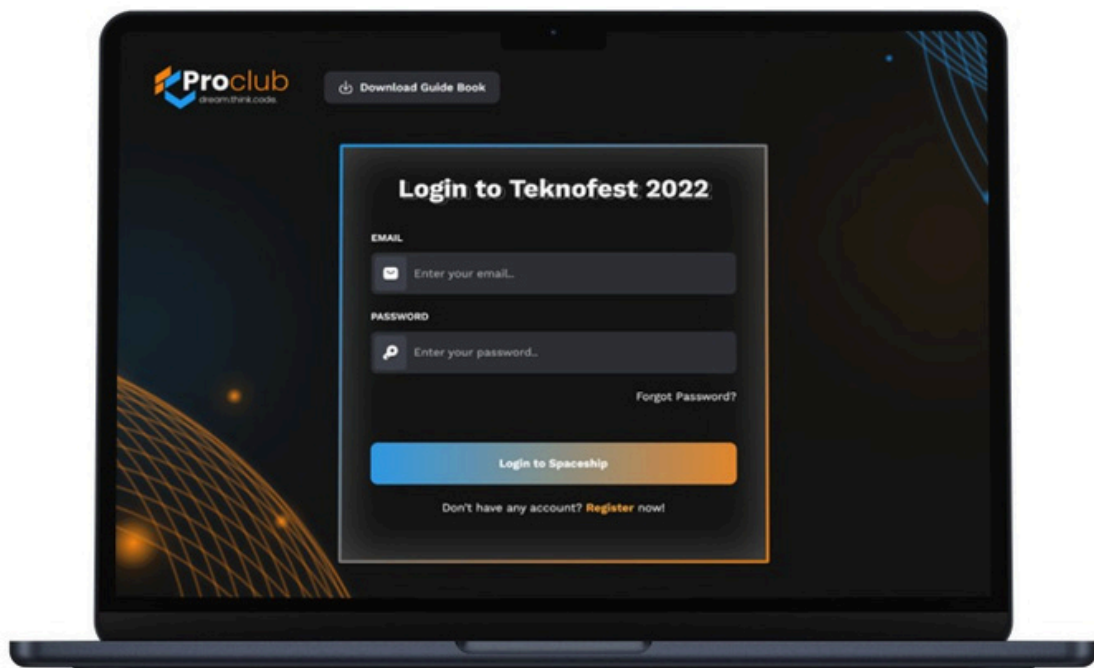 Proclub
dream.think.code.
Download Guide Book
Login to Teknofest 2022
EMAIL
Enter your email..
PASSWORD
Enter your password..
Forgot Password?
Login to Spaceship
Don't have any account? Register now!